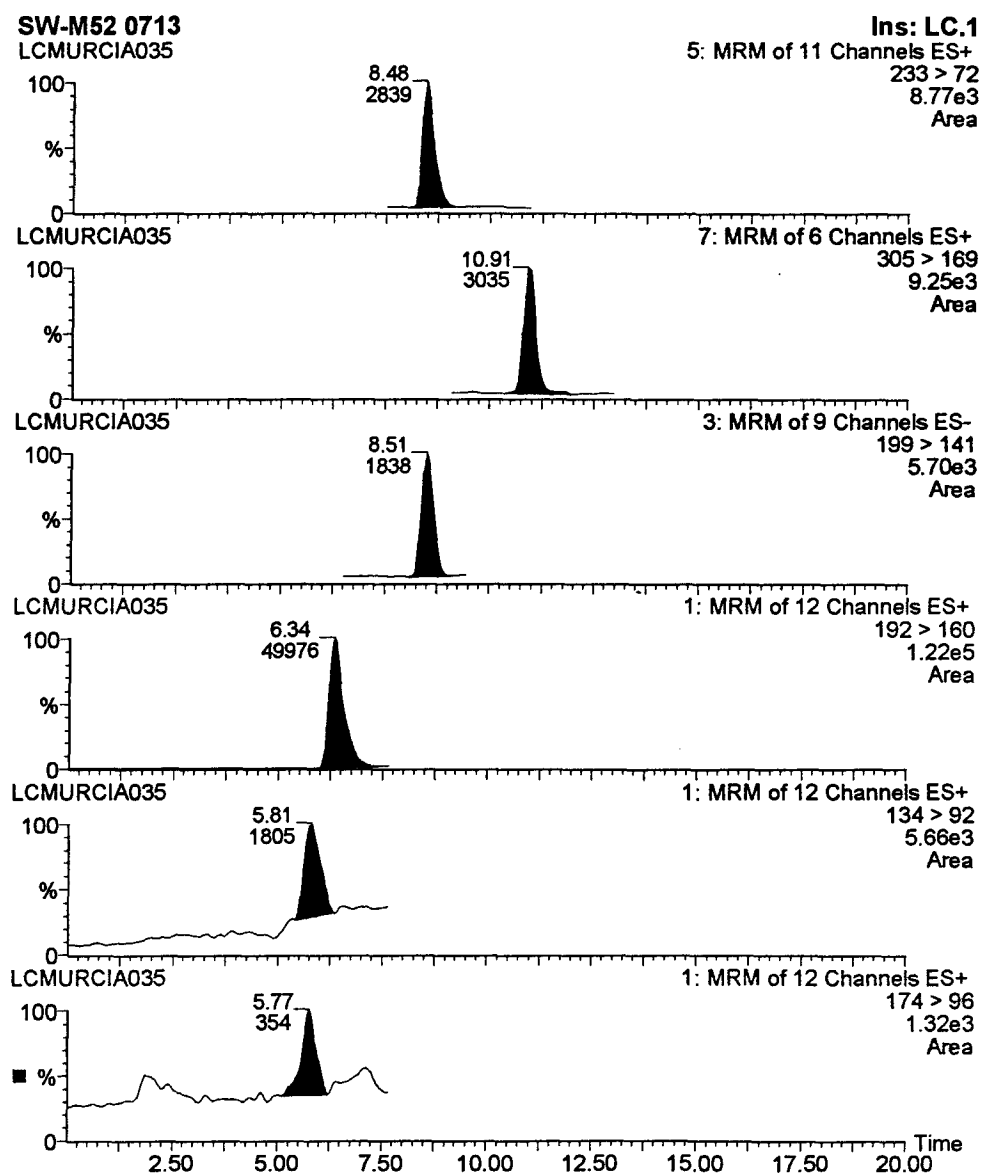 SW-M52 0713 Ins: LC.1
LCMURCIA035 5: MRM of 11 Channels ES+
8.48 233 > 72
100 2839 8.77e3
Area
%
0
LCMURCIA035 7: MRM of 6 Channels ES+
10.91 305 > 169
100 3035 9.25e3
Area
%
0
LCMURCIA035 3: MRM of 9 Channels ES-
8.51 199 > 141
100 1838 5.70e3
Area
%
0
LCMURCIA035 1: MRM of 12 Channels ES+
6.34 192 > 160
100 49976 1.22e5
Area
%
0
LCMURCIA035 1: MRM of 12 Channels ES+
5.81 134 > 92
100 1805 5.66e3
Area
%
0
LCMURCIA035 1: MRM of 12 Channels ES+
5.77 174 > 96
100 354 1.32e3
Area
%
0 Time
2.50 5.00 7.50 10.00 12.50 15.00 17.50 20.00